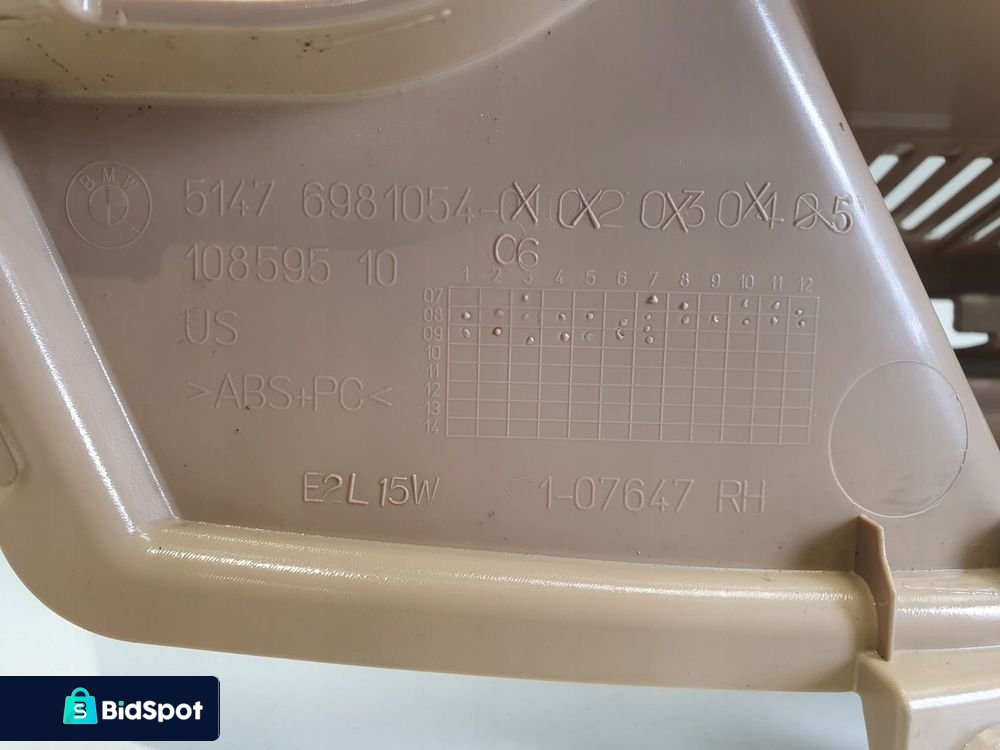 BMW
5147 6981054-01 02 03 04 05
06
108595 10
US
>ABS+PC<
1 2 3 4 5 6 7 8 9 10 11 12
07
08
09
10
11
12
13
14
E2L 15W
1-07647 RH
S BidSpot